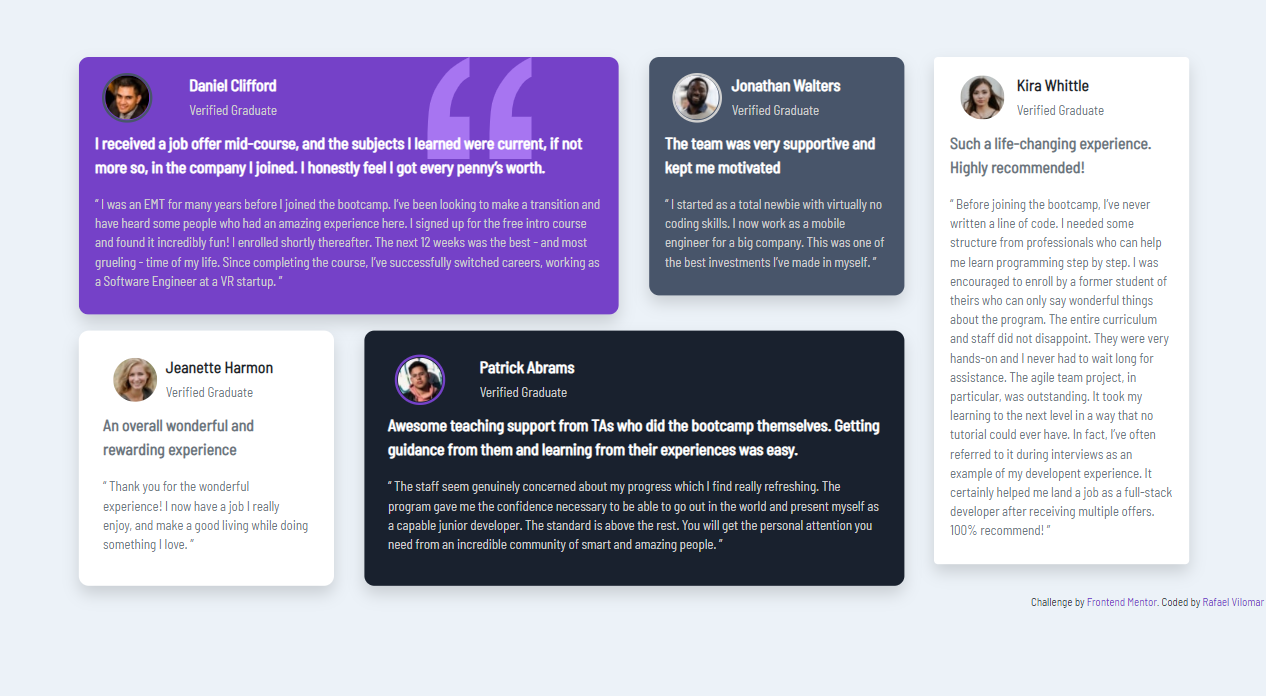 Daniel Clifford
Verified Graduate
I received a job offer mid-course, and the subjects I learned were current, if not
more so, in the company I joined. I honestly feel I got every penny’s worth.
“ I was an EMT for many years before I joined the bootcamp. I’ve been looking to make a transition and
have heard some people who had an amazing experience here. I signed up for the free intro course
and found it incredibly fun! I enrolled shortly thereafter. The next 12 weeks was the best - and most
grueling - time of my life. Since completing the course, I’ve successfully switched careers, working as
a Software Engineer at a VR startup. ”
Jonathan Walters
Verified Graduate
The team was very supportive and
kept me motivated
“ I started as a total newbie with virtually no
coding skills. I now work as a mobile
engineer for a big company. This was one of
the best investments I’ve made in myself. ”
Kira Whittle
Verified Graduate
Such a life-changing experience.
Highly recommended!
“ Before joining the bootcamp, I’ve never
written a line of code. I needed some
structure from professionals who can help
me learn programming step by step. I was
encouraged to enroll by a former student of
theirs who can only say wonderful things
about the program. The entire curriculum
and staff did not disappoint. They were very
hands-on and I never had to wait long for
assistance. The agile team project, in
particular, was outstanding. It took my
learning to the next level in a way that no
tutorial could ever have. In fact, I’ve often
referred to it during interviews as an
example of my developent experience. It
certainly helped me land a job as a full-stack
developer after receiving multiple offers.
100% recommend! ”
Jeanette Harmon
Verified Graduate
An overall wonderful and
rewarding experience
“ Thank you for the wonderful
experience! I now have a job I really
enjoy, and make a good living while doing
something I love. ”
Patrick Abrams
Verified Graduate
Awesome teaching support from TAs who did the bootcamp themselves. Getting
guidance from them and learning from their experiences was easy.
“ The staff seem genuinely concerned about my progress which I find really refreshing. The
program gave me the confidence necessary to be able to go out in the world and present myself as
a capable junior developer. The standard is above the rest. You will get the personal attention you
need from an incredible community of smart and amazing people. ”
Challenge by Frontend Mentor. Coded by Rafael Vilomar